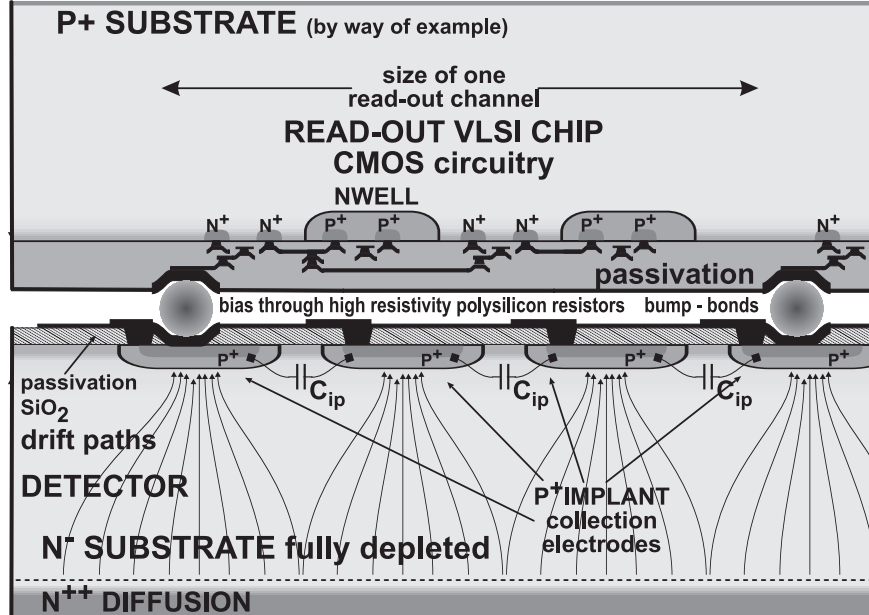 P+ SUBSTRATE (by way of example)
size of one
read-out channel
READ-OUT VLSI CHIP
CMOS circuitry
NWELL
N+ N+ P+ P+ N+ N+ P+ P+ N+
passivation
bias through high resistivity polysilicon resistors bump - bonds
P+ P+ P+ P+
passivation
SiO2
Cip Cip Cip
drift paths
DETECTOR
P+IMPLANT
collection
electrodes
N- SUBSTRATE fully depleted
N++ DIFFUSION